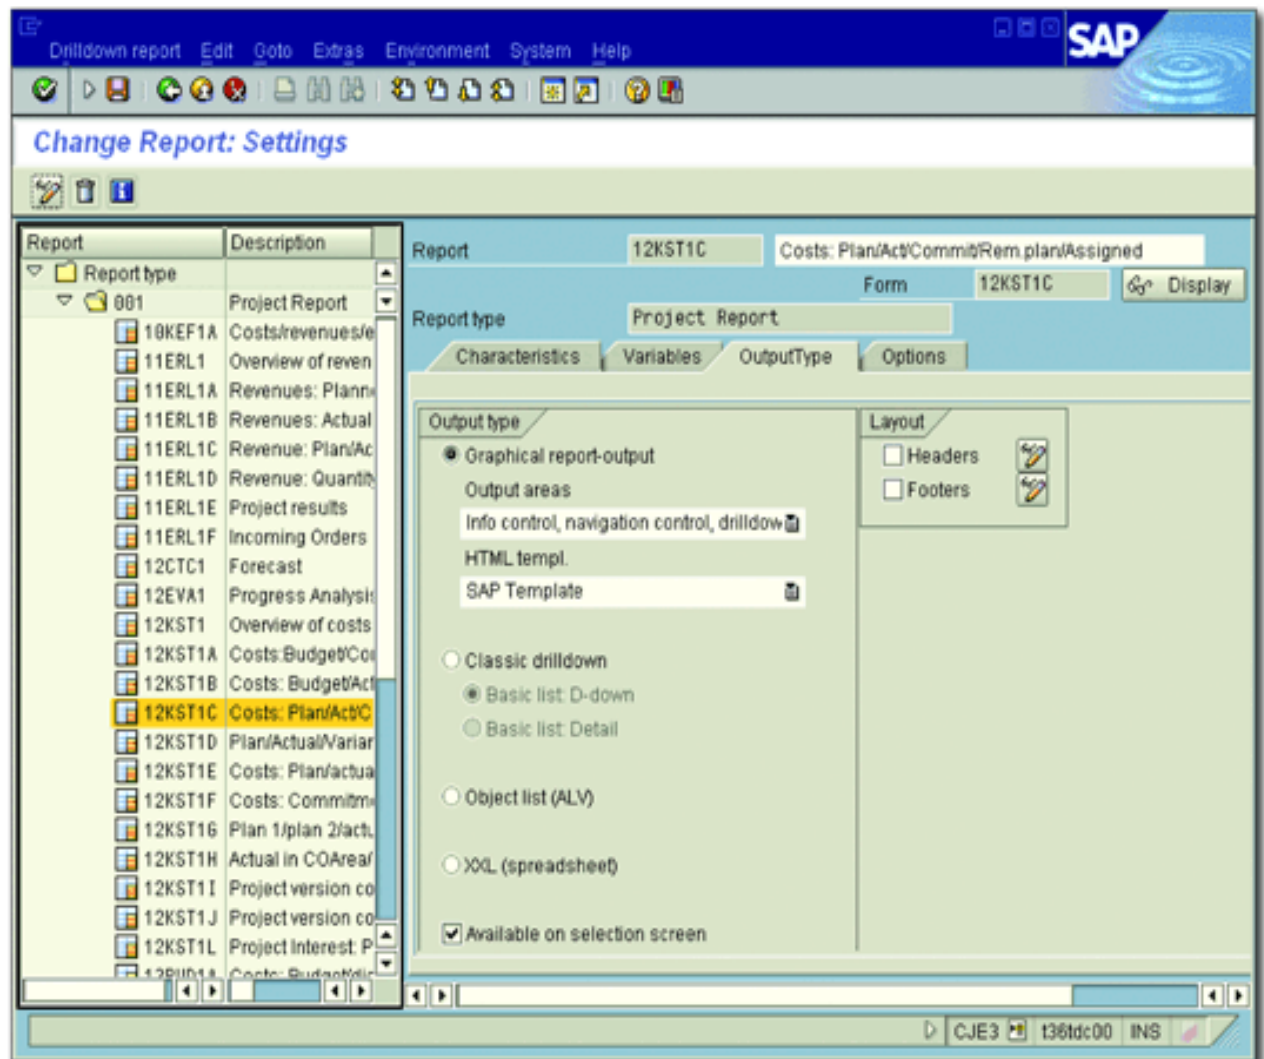 Drilldown report Edit Goto Extras Environment System Help
SAP
Change Report: Settings
Report Description
Report type
001 Project Report
10KEF1A Costs/revenues/e
11ERL1 Overview of reven
11ERL1A Revenues: Plann
11ERL1B Revenues: Actual
11ERL1C Revenue: Plan/Ac
11ERL1D Revenue: Quantit
11ERL1E Project results
11ERL1F Incoming Orders
12CTC1 Forecast
12EVA1 Progress Analysis
12KST1 Overview of costs
12KST1A Costs:Budget/Co
12KST1B Costs: Budget/Act
12KST1C Costs: Plan/Act/C
12KST1D Plan/Actual/Varian
12KST1E Costs: Plan/actua
12KST1F Costs: Commitm
12KST1G Plan 1/plan 2/actu
12KST1H Actual in COArea/
12KST1I Project version co
12KST1J Project version co
12KST1L Project Interest: P
Report 12KST1C Costs: Plan/Act/Commit/Rem.plan/Assigned
Form 12KST1C Display
Report type Project Report
Characteristics Variables OutputType Options
Output type
Graphical report-output
Output areas
Info control, navigation control, drilldow
HTML templ.
SAP Template
Classic drilldown
Basic list: D-down
Basic list: Detail
Object list (ALV)
XXL (spreadsheet)
Available on selection screen
Layout
Headers
Footers
CJE3 t36tdc00 INS